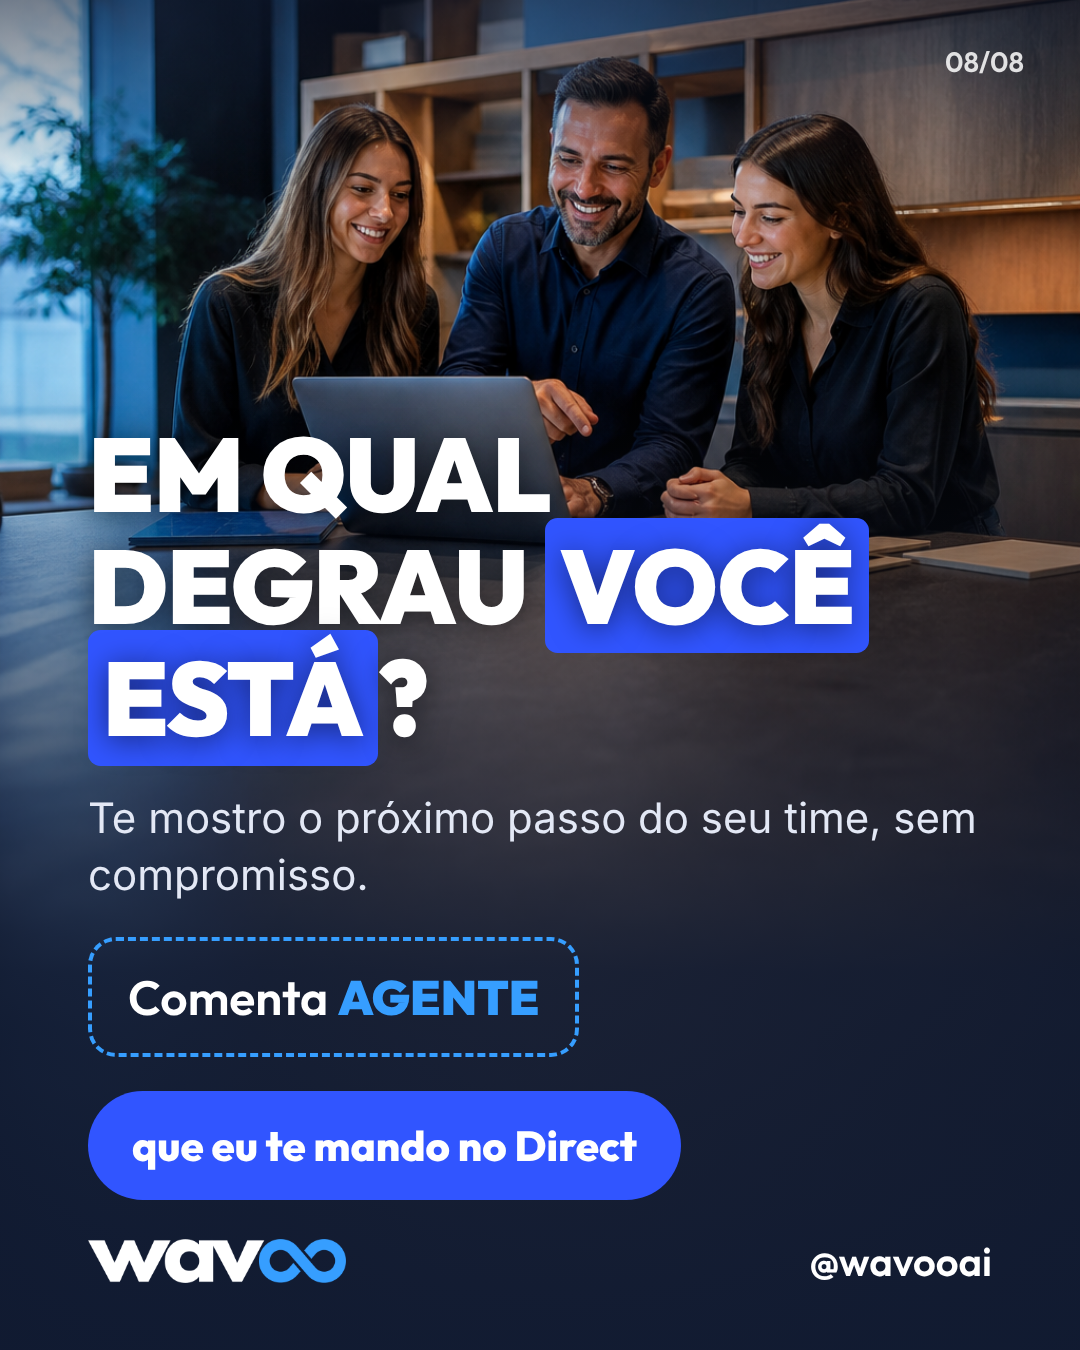 08/08
EM QUAL
DEGRAU VOCÊ
ESTÁ ?
Te mostro o próximo passo do seu time, sem
compromisso.
Comenta AGENTE
que eu te mando no Direct
wavoo
@wavooai